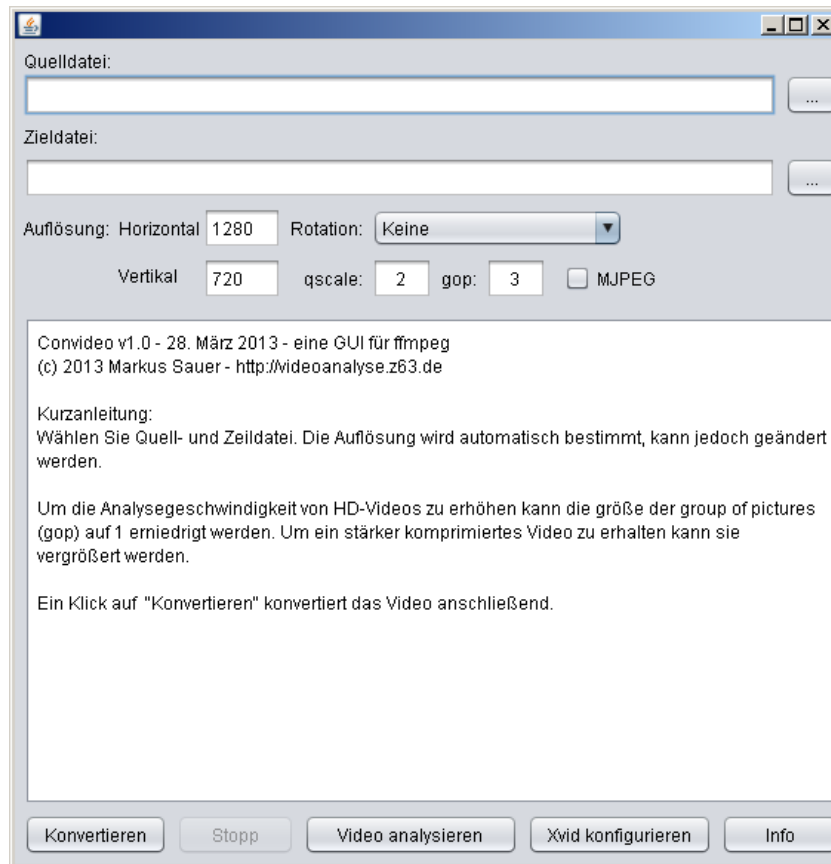 Quelldatei:
...
Zieldatei:
...
Auflösung: Horizontal 1280 Rotation: Keine
Vertikal 720 qscale: 2 gop: 3 MJPEG
Convideo v1.0 - 28. März 2013 - eine GUI für ffmpeg
(c) 2013 Markus Sauer - http://videoanalyse.z63.de
Kurzanleitung:
Wählen Sie Quell- und Zeildatei. Die Auflösung wird automatisch bestimmt, kann jedoch geändert
werden.
Um die Analysegeschwindigkeit von HD-Videos zu erhöhen kann die größe der group of pictures
(gop) auf 1 erniedrigt werden. Um ein stärker komprimiertes Video zu erhalten kann sie
vergrößert werden.
Ein Klick auf "Konvertieren" konvertiert das Video anschließend.
Konvertieren Stopp Video analysieren Xvid konfigurieren Info